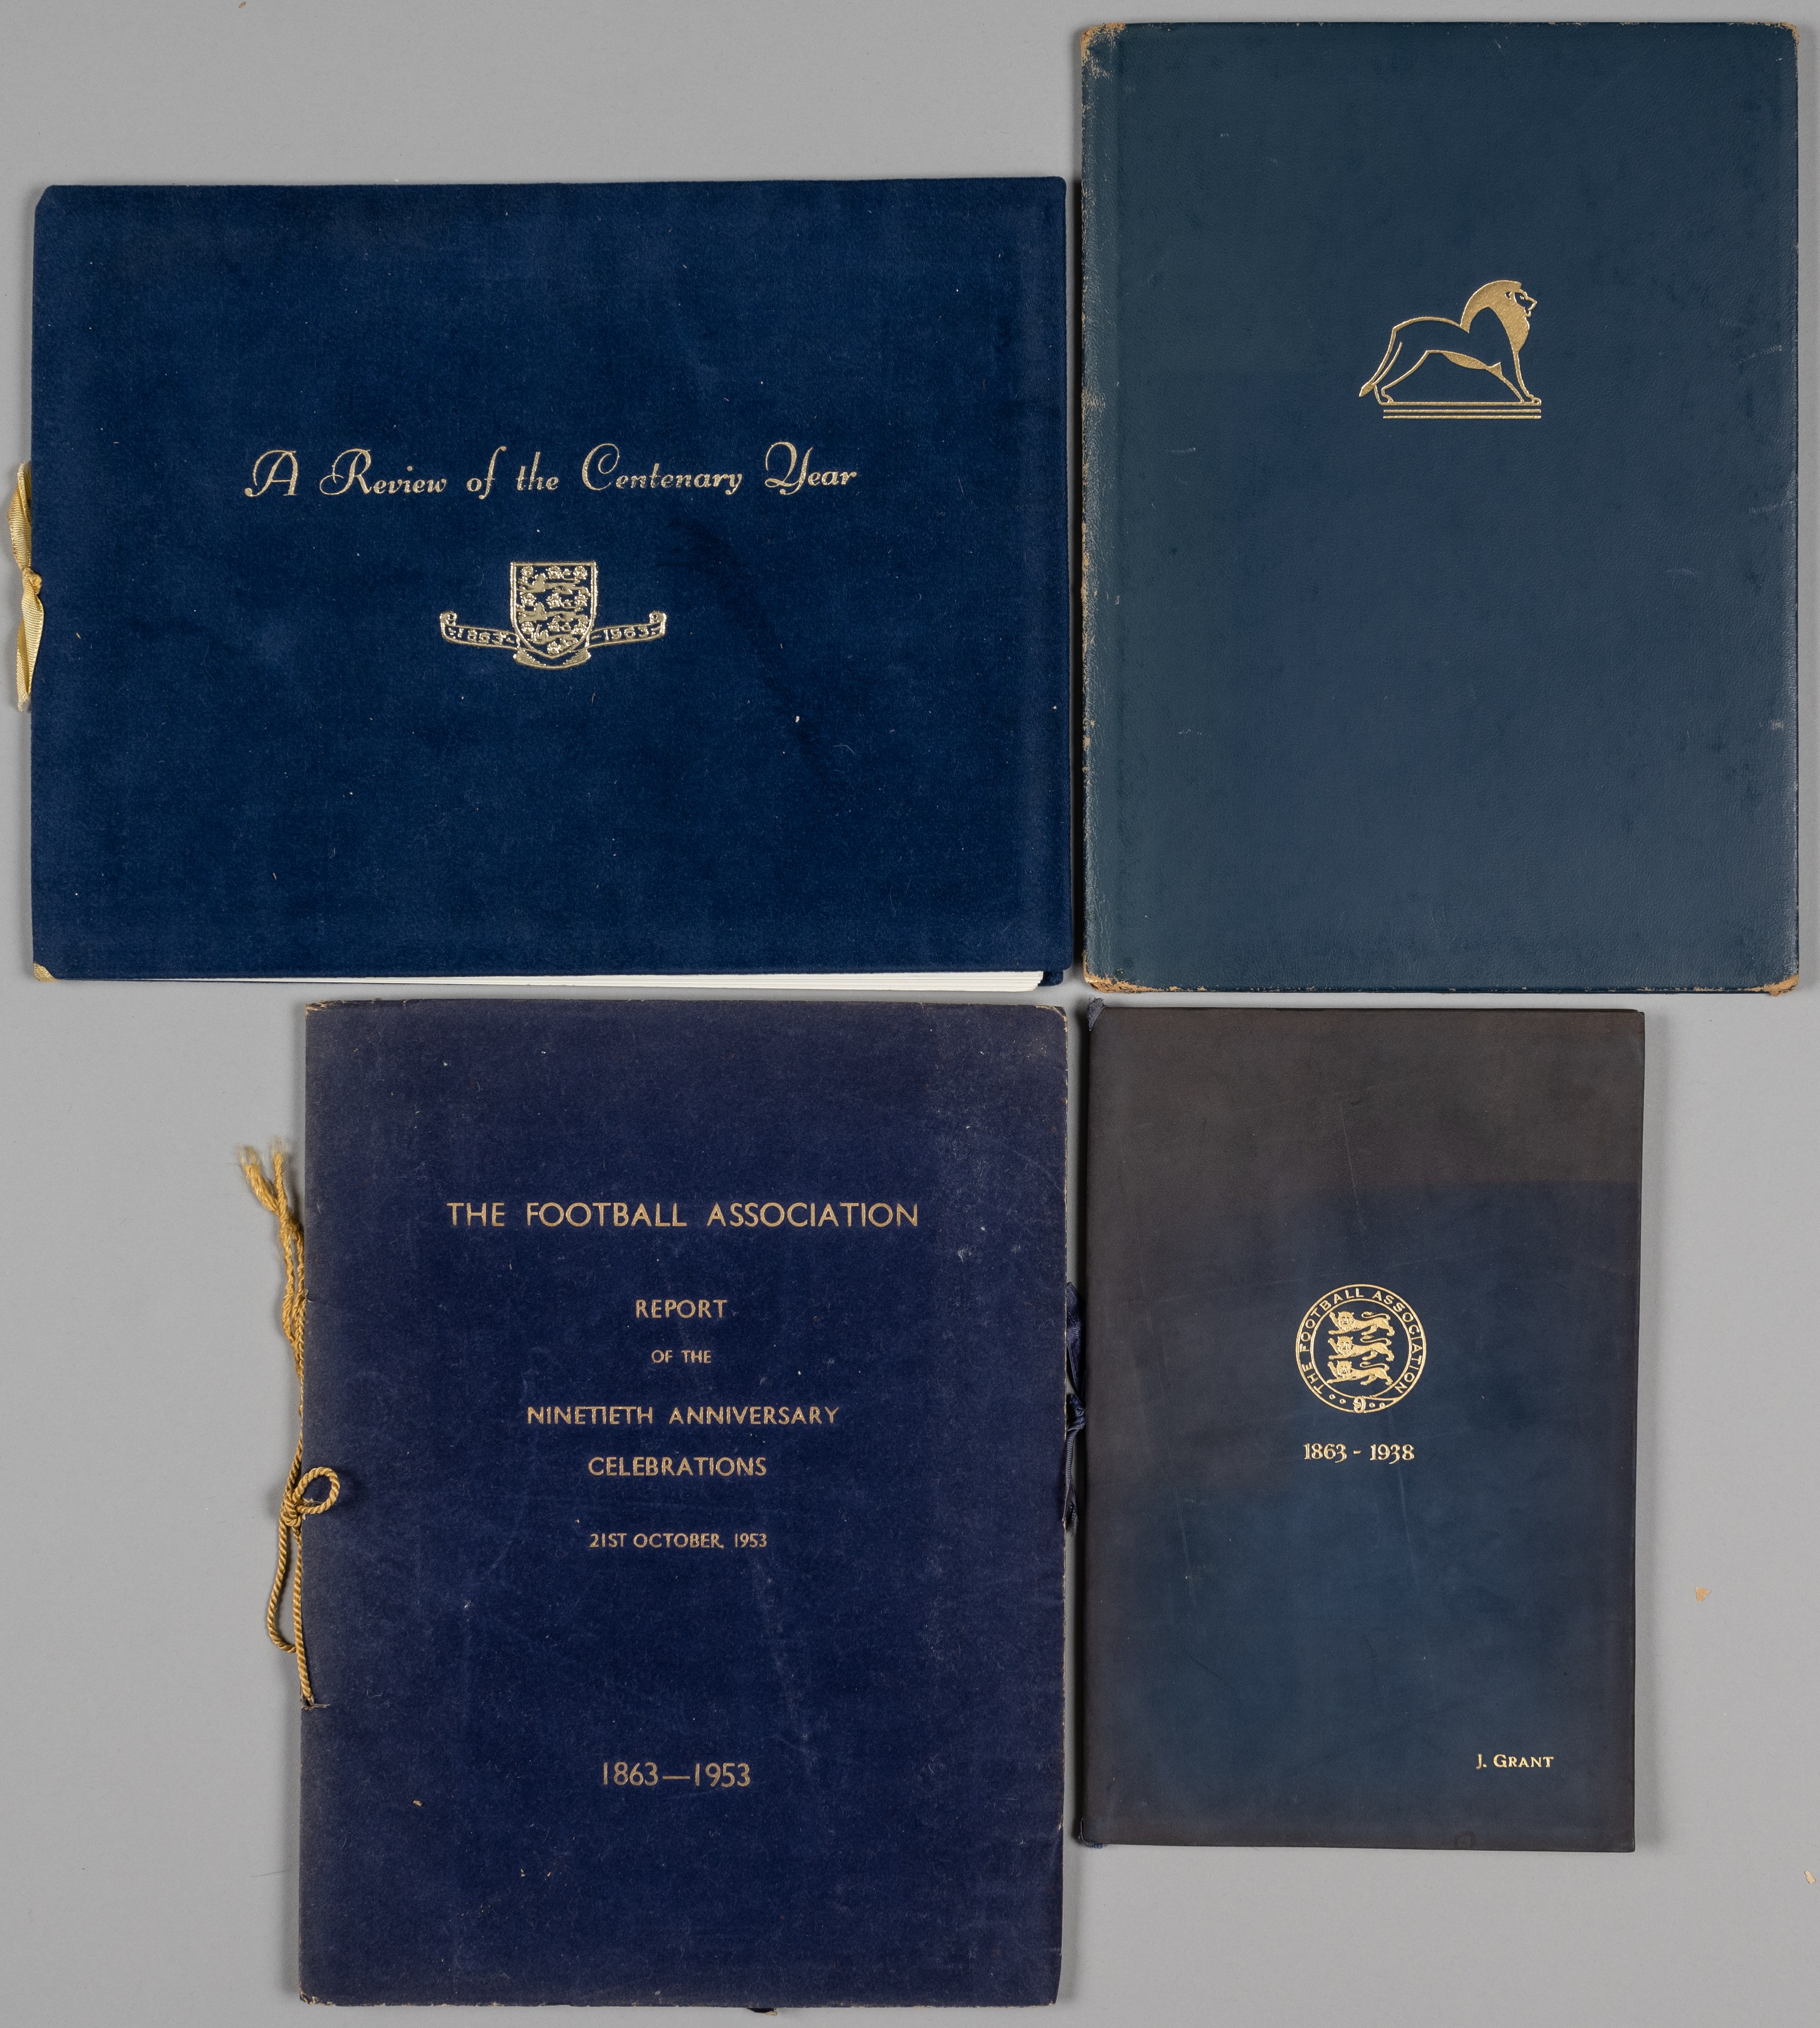 A Review of the Centenary Year
1863 - 1963
THE FOOTBALL ASSOCIATION
REPORT
OF THE
NINETIETH ANNIVERSARY
CELEBRATIONS
21ST OCTOBER, 1953
1863—1953
THE FOOTBALL ASSOCIATION
1863 - 1938
J. GRANT